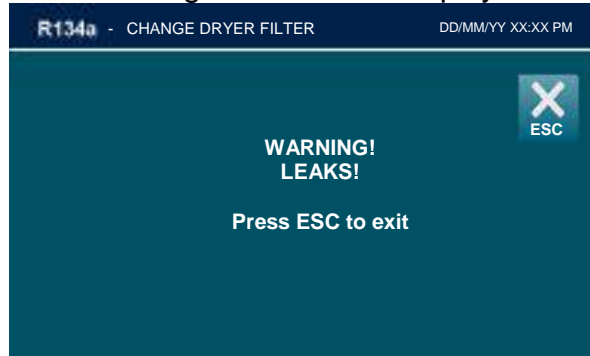 R134a - CHANGE DRYER FILTER DD/MM/YY XX:XX PM
ESC
WARNING!
LEAKS!
Press ESC to exit